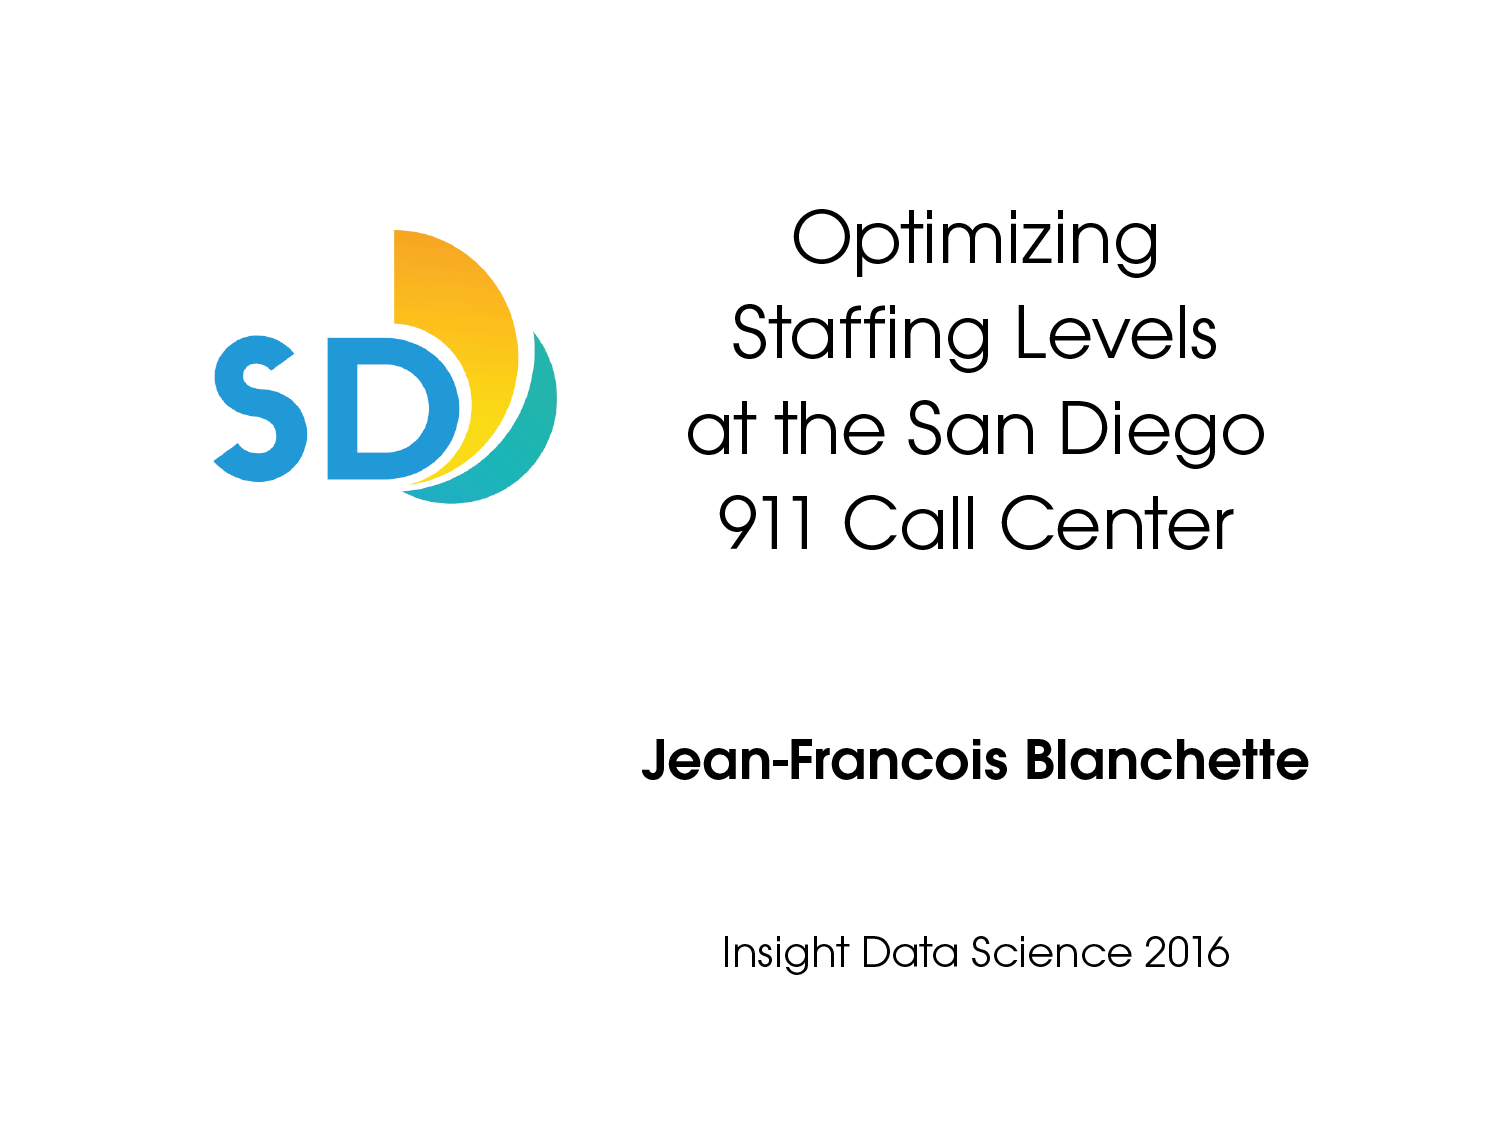 SD
Optimizing
Staffing Levels
at the San Diego
911 Call Center
Jean-Francois Blanchette
Insight Data Science 2016